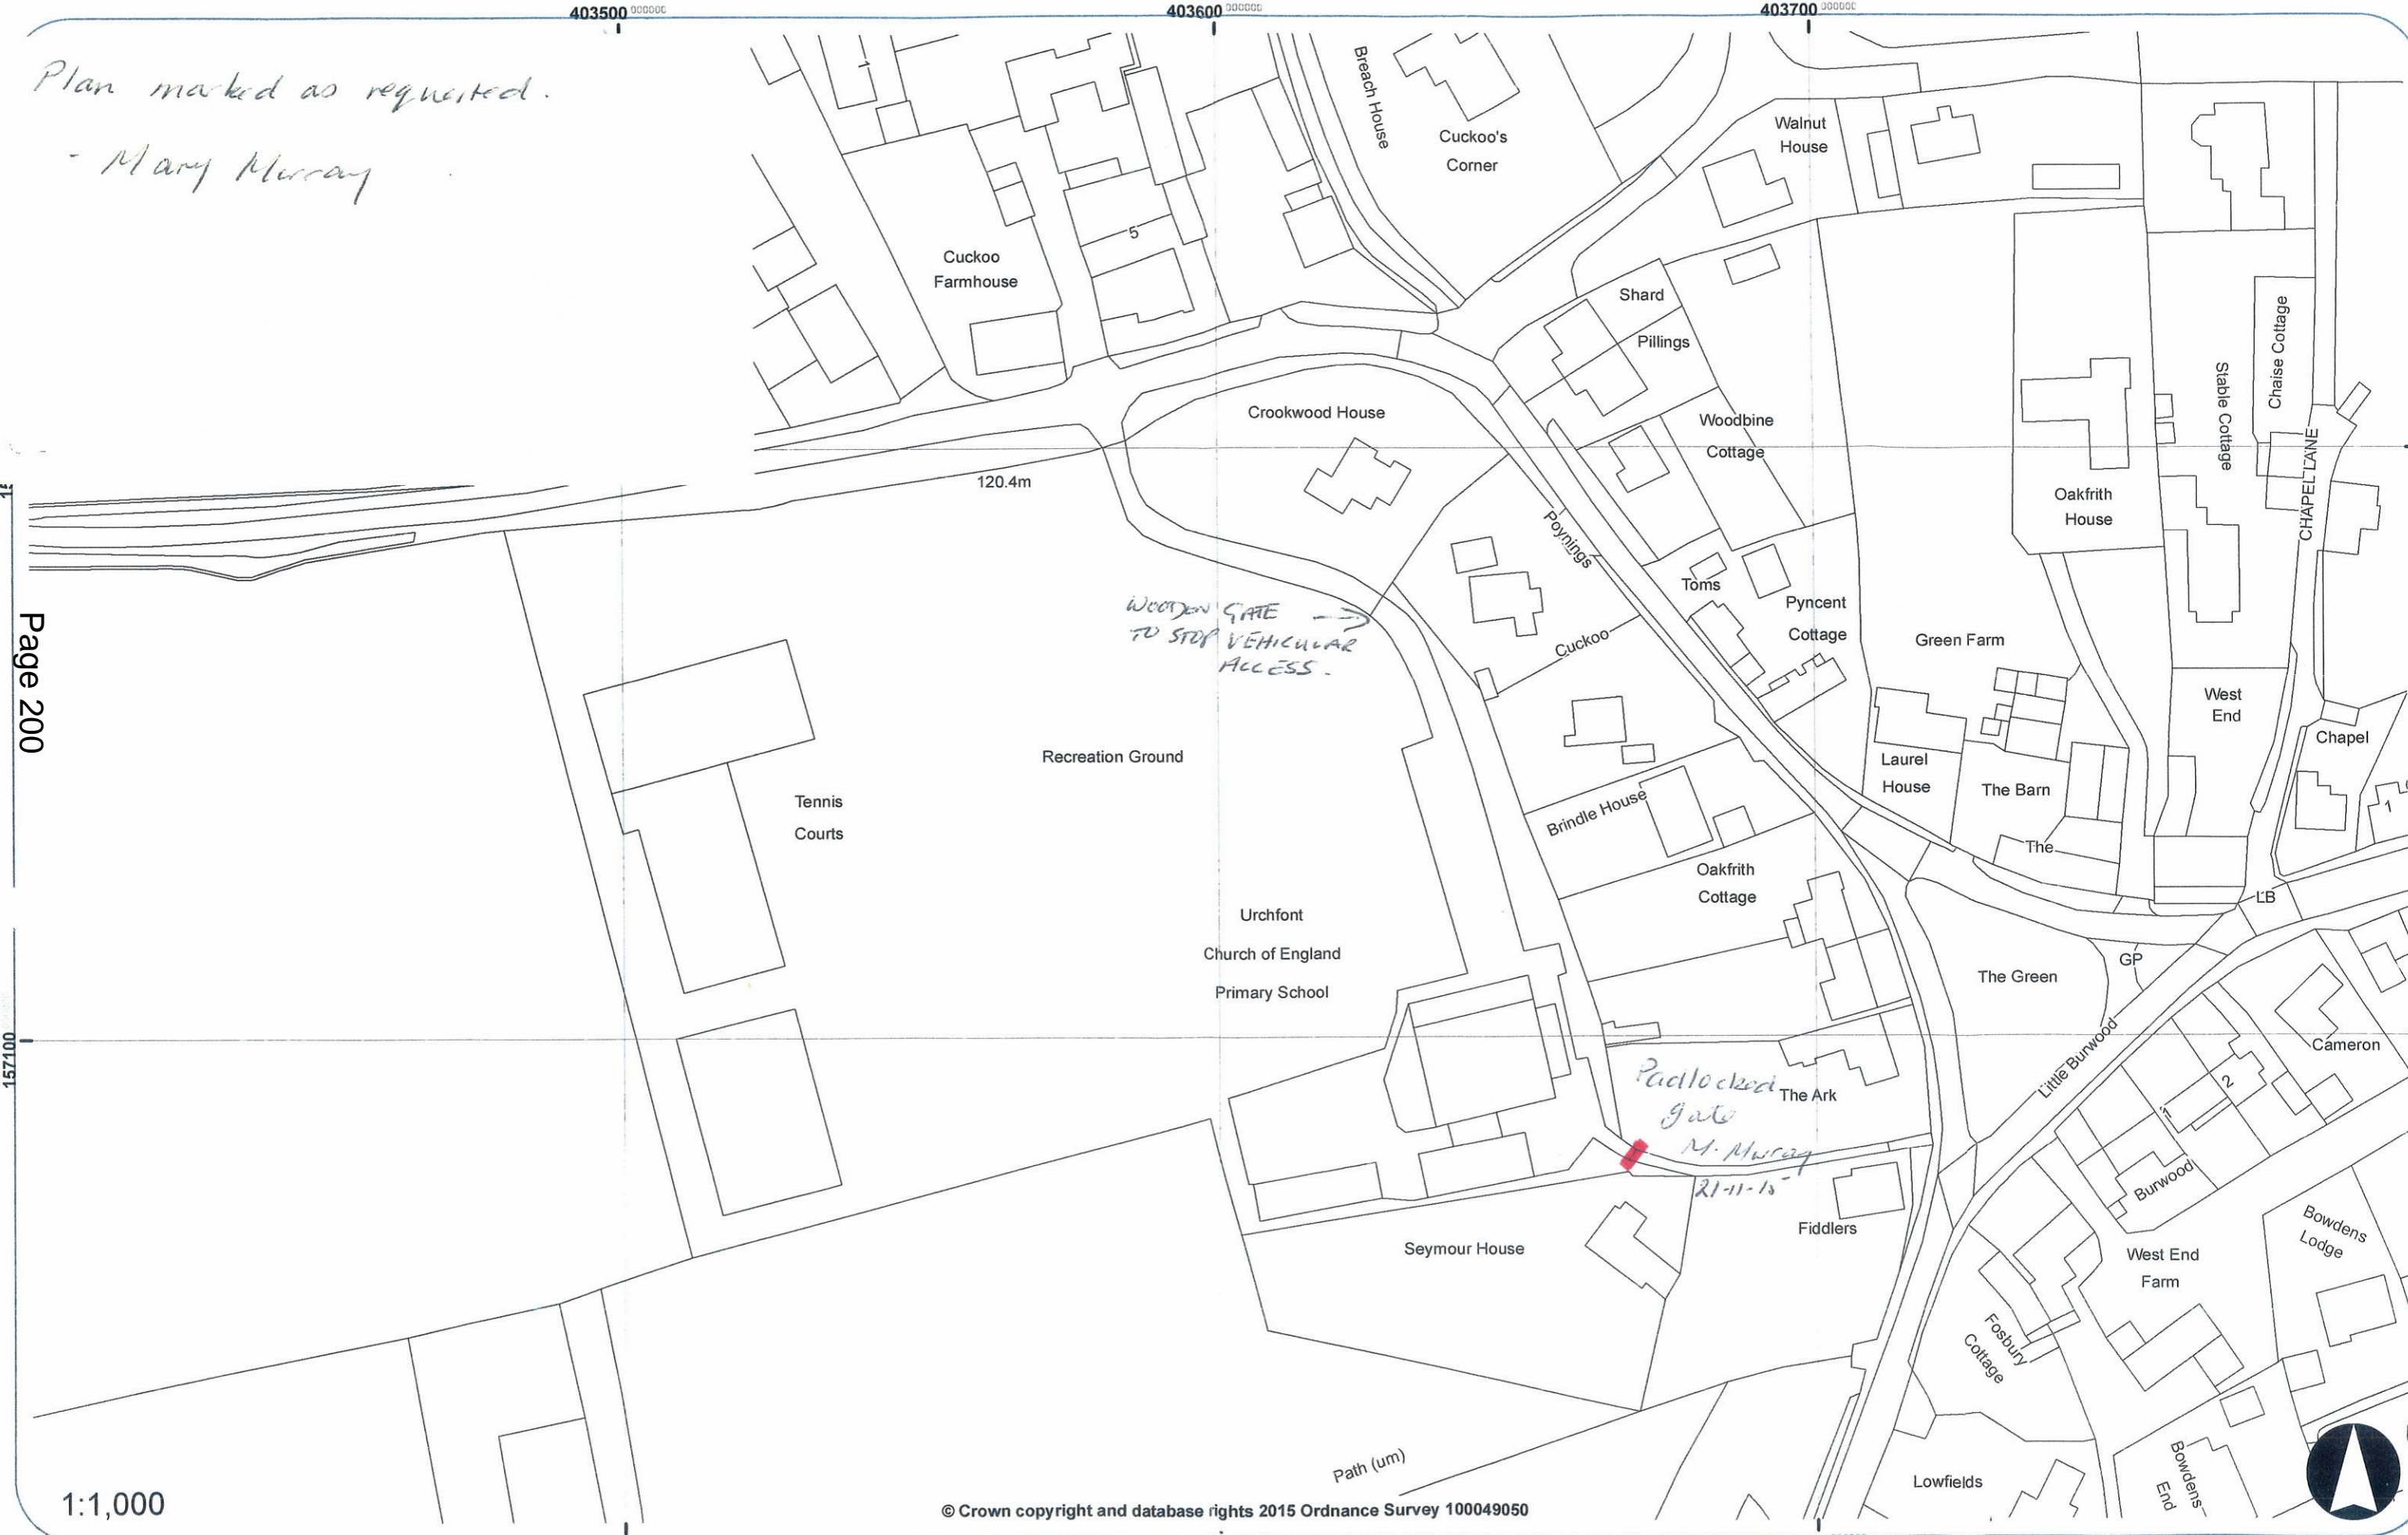 403500 000000
403600 000000
403700 000000
Plan marked as requested.
- Mary Murray
1
5
Breach House
Cuckoo's
Corner
Walnut
House
Cuckoo
Farmhouse
Shard
Pillings
Woodbine
Cottage
Crookwood House
120.4m
Poynings
Stable Cottage
Chaise Cottage
CHAPEL LANE
Oakfrith
House
Page 200
WOODEN GATE
TO STOP VEHICULAR
ACCESS.
Toms
Pyncent
Cottage
Cuckoo
Green Farm
West
End
Chapel
1
Laurel
House
The Barn
The
Recreation Ground
Tennis
Courts
Brindle House
Oakfrith
Cottage
LB
Urchfont
Church of England
Primary School
The Green
GP
157100
Little Burwood
Cameron
2
1
Padlocked
gate
M. Murray
21-11-15
The Ark
Burwood
Fiddlers
Seymour House
Bowdens
Lodge
West End
Farm
Fosbury
Cottage
Path (um)
Lowfields
Bowdens
End
1:1,000
© Crown copyright and database rights 2015 Ordnance Survey 100049050